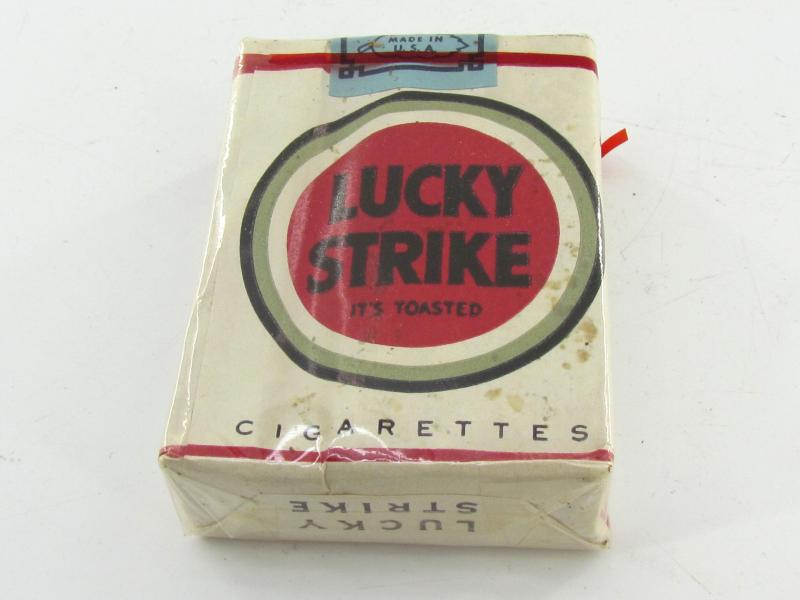 MADE IN
U.S.A
LUCKY
STRIKE
IT'S TOASTED
CIGARETTES
LUCKY
STRIKE